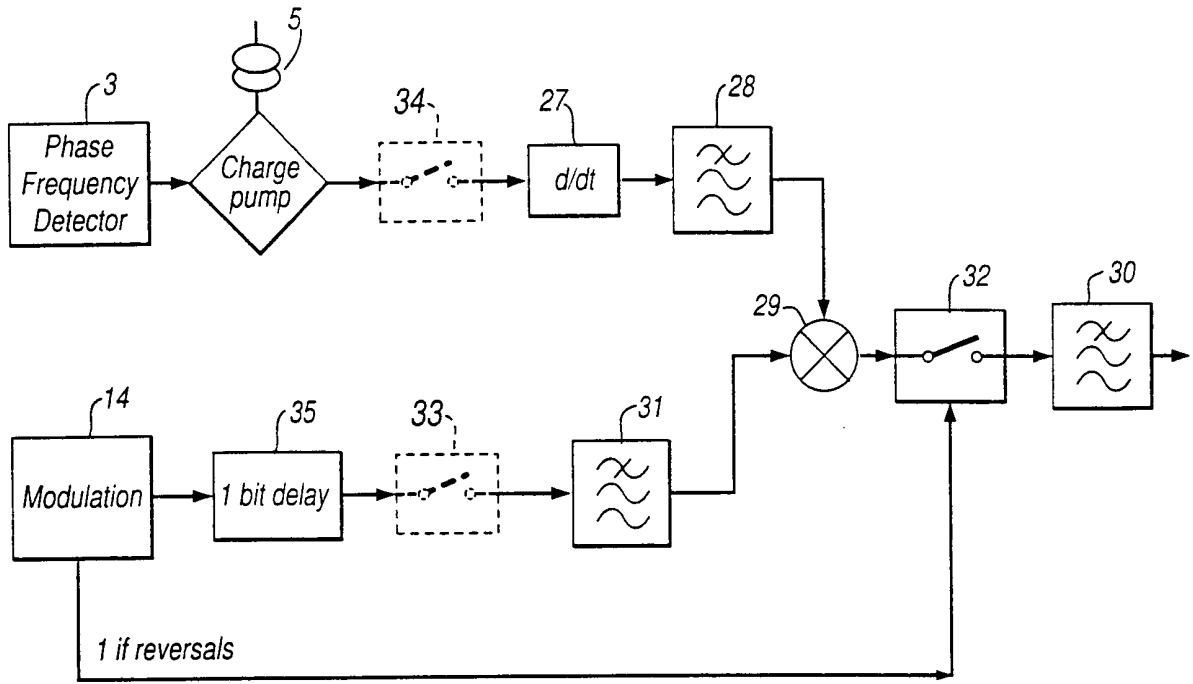 5
3
Phase
Frequency
Detector
Charge
pump
34
27
d/dt
28
29
32
30
14
Modulation
35
1 bit delay
33
31
1 if reversals